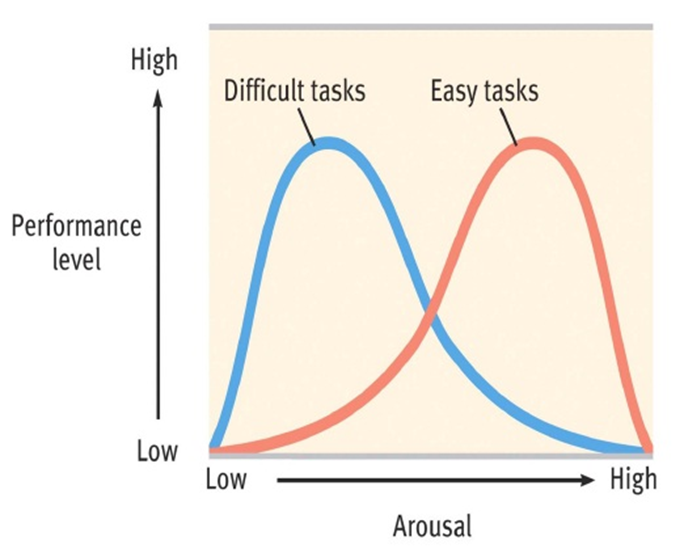 High
Difficult tasks
Easy tasks
Performance
level
Low
Low
High
Arousal